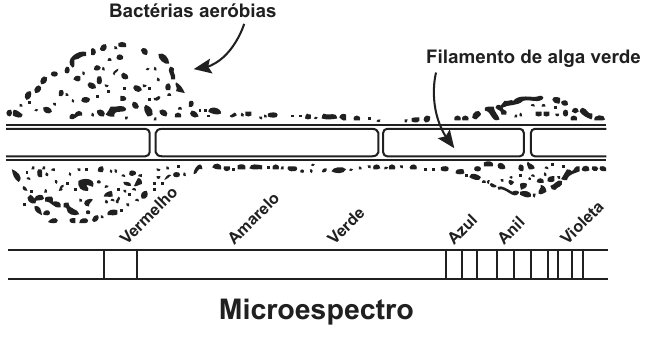 Bactérias aeróbias
Filamento de alga verde
Vermelho
Amarelo
Verde
Azul
Anil
Violeta
Microespectro